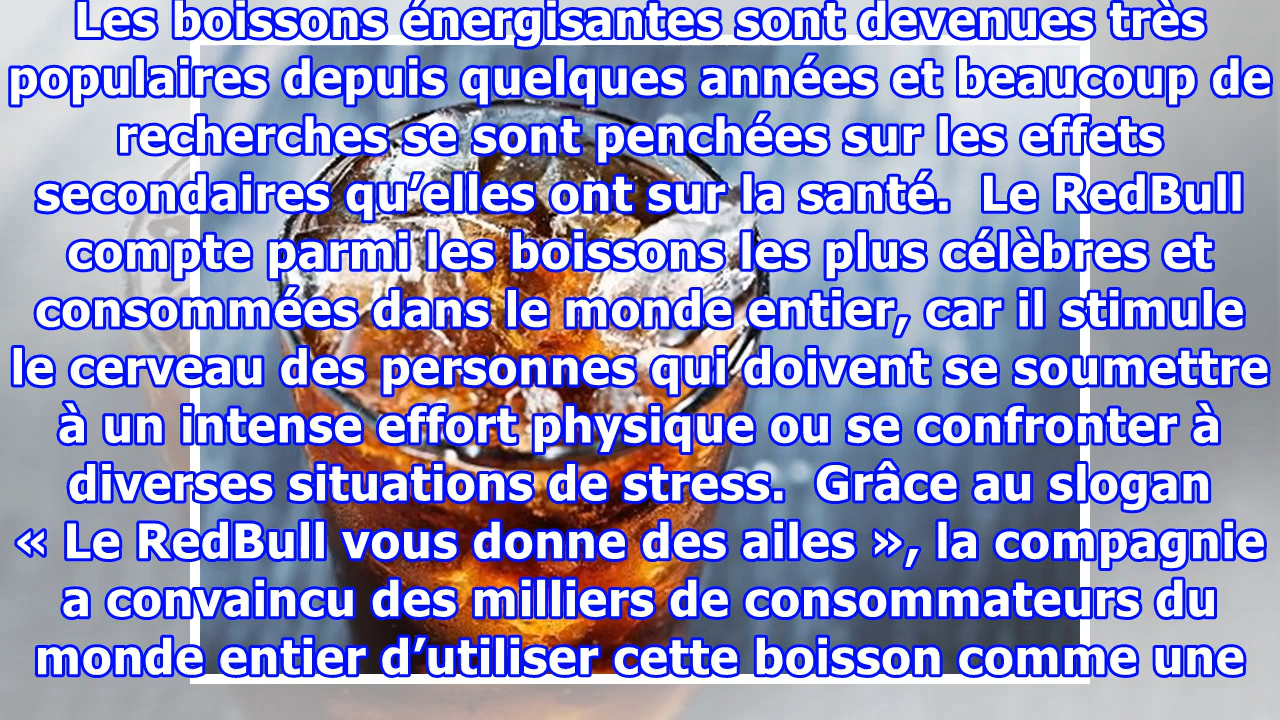 Les boissons énergisantes sont devenues très
populaires depuis quelques années et beaucoup de
recherches se sont penchées sur les effets
secondaires qu’elles ont sur la santé.  Le RedBull
compte parmi les boissons les plus célèbres et
consommées dans le monde entier, car il stimule
le cerveau des personnes qui doivent se soumettre
à un intense effort physique ou se confronter à
diverses situations de stress.  Grâce au slogan
« Le RedBull vous donne des ailes », la compagnie
a convaincu des milliers de consommateurs du
monde entier d’utiliser cette boisson comme une